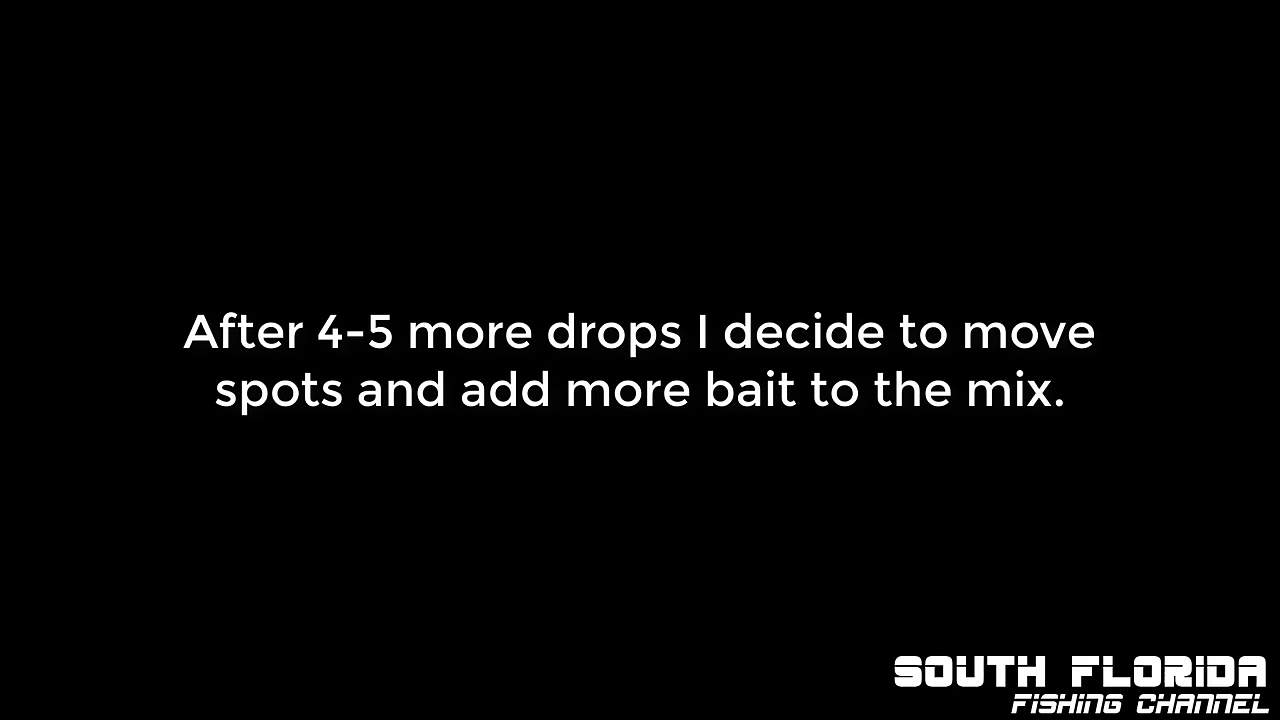 After 4-5 more drops I decide to move
spots and add more bait to the mix.
SOUTH FLORIDA
FISHING CHANNEL